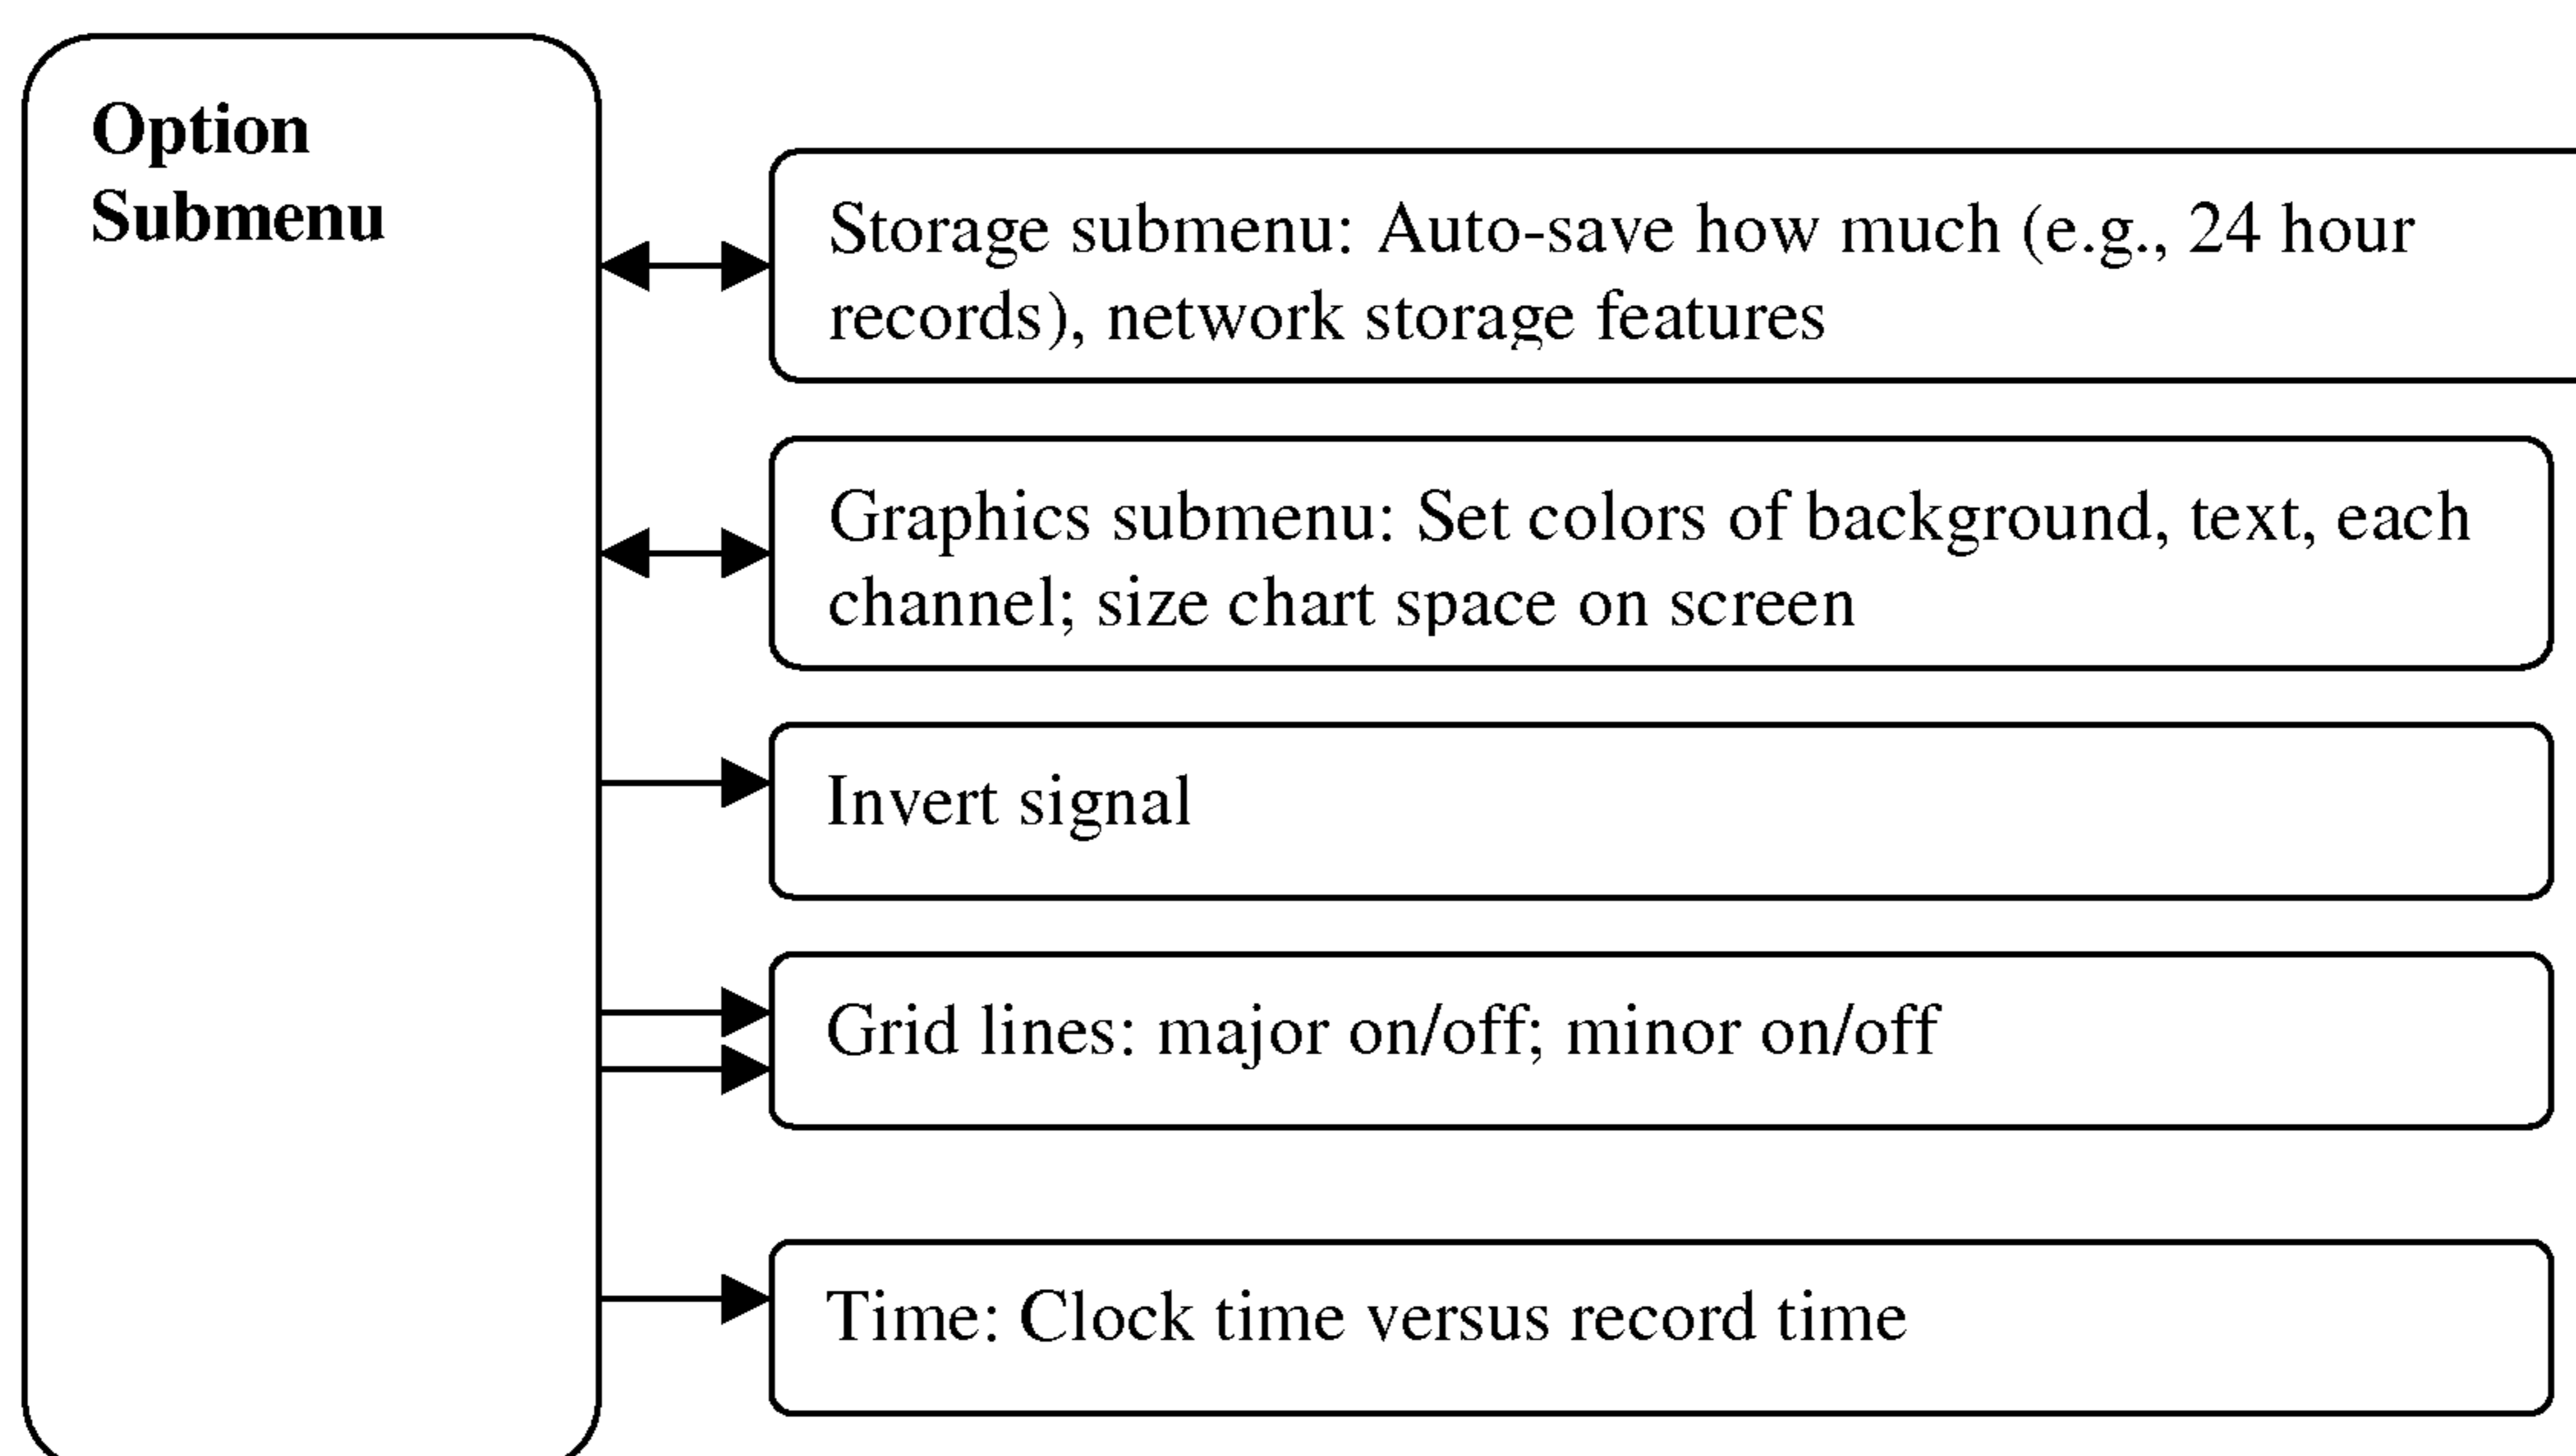 Option
Submenu
Storage submenu: Auto-save how much (e.g., 24 hour
records), network storage features
Graphics submenu: Set colors of background, text, each
channel; size chart space on screen
Invert signal
Grid lines: major on/off; minor on/off
Time: Clock time versus record time